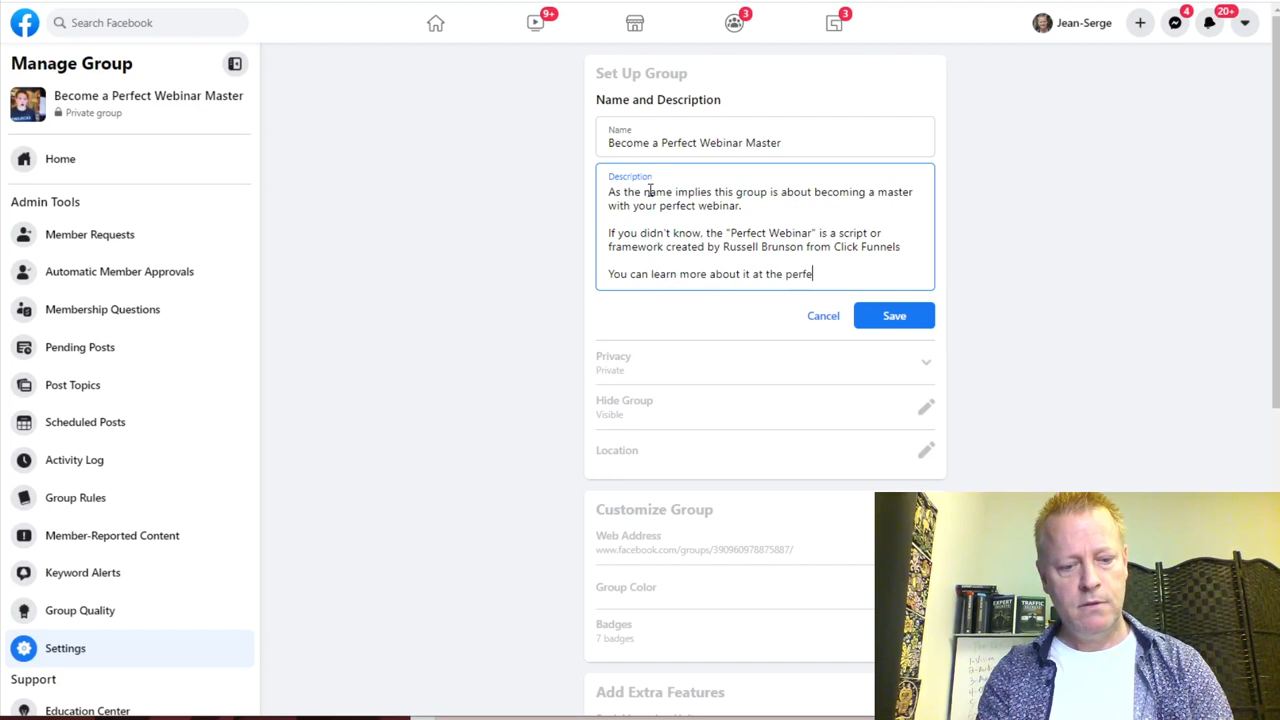 Search Facebook
9+
3
3
Jean-Serge
4
20+
Manage Group
Become a Perfect Webinar Master
Private group
Home
Admin Tools
Member Requests
Automatic Member Approvals
Membership Questions
Pending Posts
Post Topics
Scheduled Posts
Activity Log
Group Rules
Member-Reported Content
Keyword Alerts
Group Quality
Settings
Support
Education Center
Set Up Group
Name and Description
Name
Become a Perfect Webinar Master
Description
As the name implies this group is about becoming a master
with your perfect webinar.
If you didn't know, the "Perfect Webinar" is a script or
framework created by Russell Brunson from Click Funnels
You can learn more about it at the perfe
Cancel
Save
Privacy
Private
Hide Group
Visible
Location
Customize Group
Web Address
www.facebook.com/groups/390960978875887/
Group Color
Badges
7 badges
Add Extra Features
EXPERT
SECRETS
TRAFFIC
SECRETS